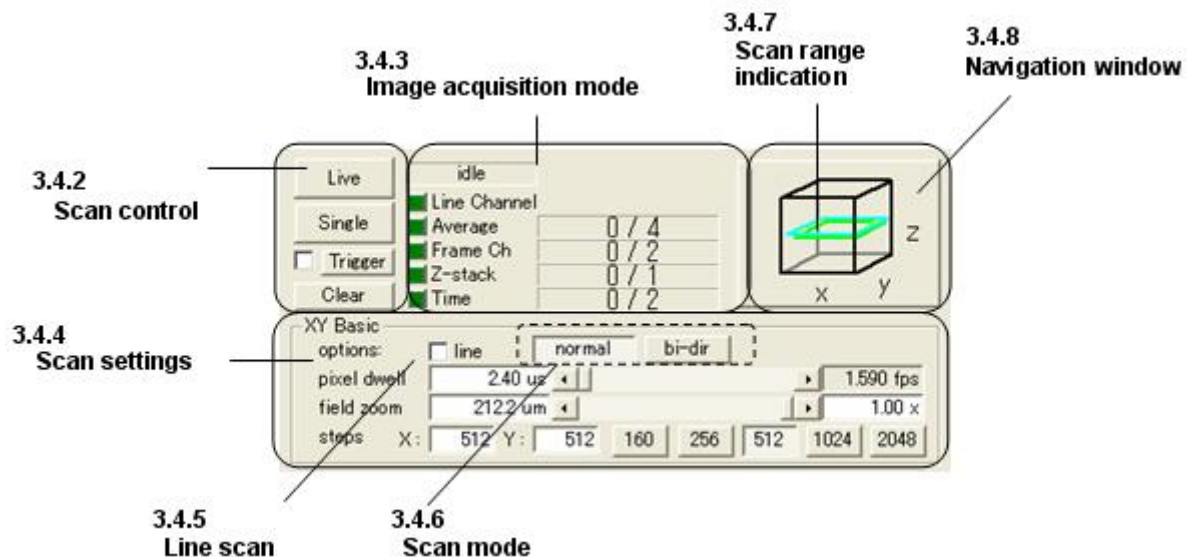 3.4.7
Scan range
indication
3.4.8
Navigation window
3.4.3
Image acquisition mode
3.4.2
Scan control
Live
Single
Trigger
Clear
idle
Line Channel
Average 0 / 4
Frame Ch 0 / 2
Z-stack 0 / 1
Time 0 / 2
z
x
y
3.4.4
Scan settings
XY Basic
options: line normal bi-dir
pixel dwell 2.40 us 1.590 fps
field zoom 212.2 um 1.00 x
steps X: 512 Y: 512 160 256 512 1024 2048
3.4.5
Line scan
3.4.6
Scan mode